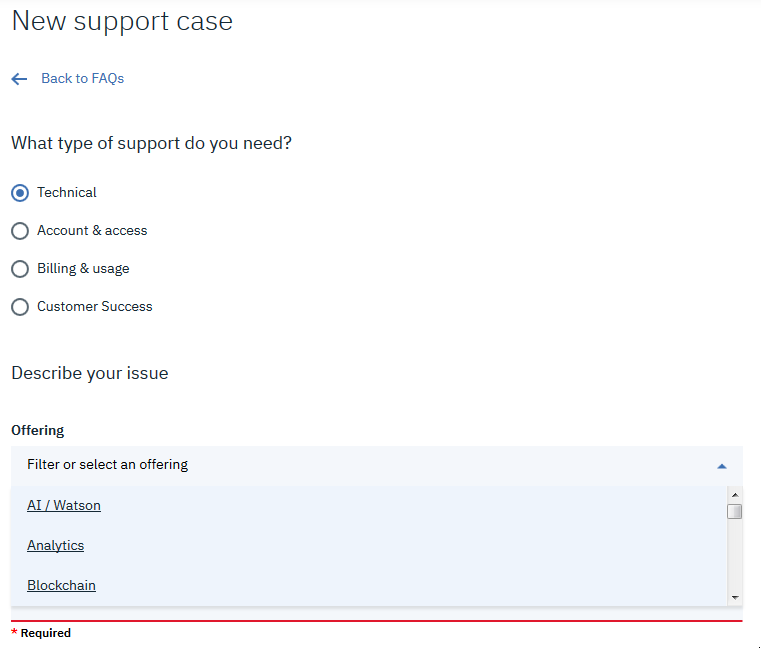 New support case
Back to FAQs
What type of support do you need?
Technical
Account & access
Billing & usage
Customer Success
Describe your issue
Offering
Filter or select an offering
AI / Watson
Analytics
Blockchain
* Required